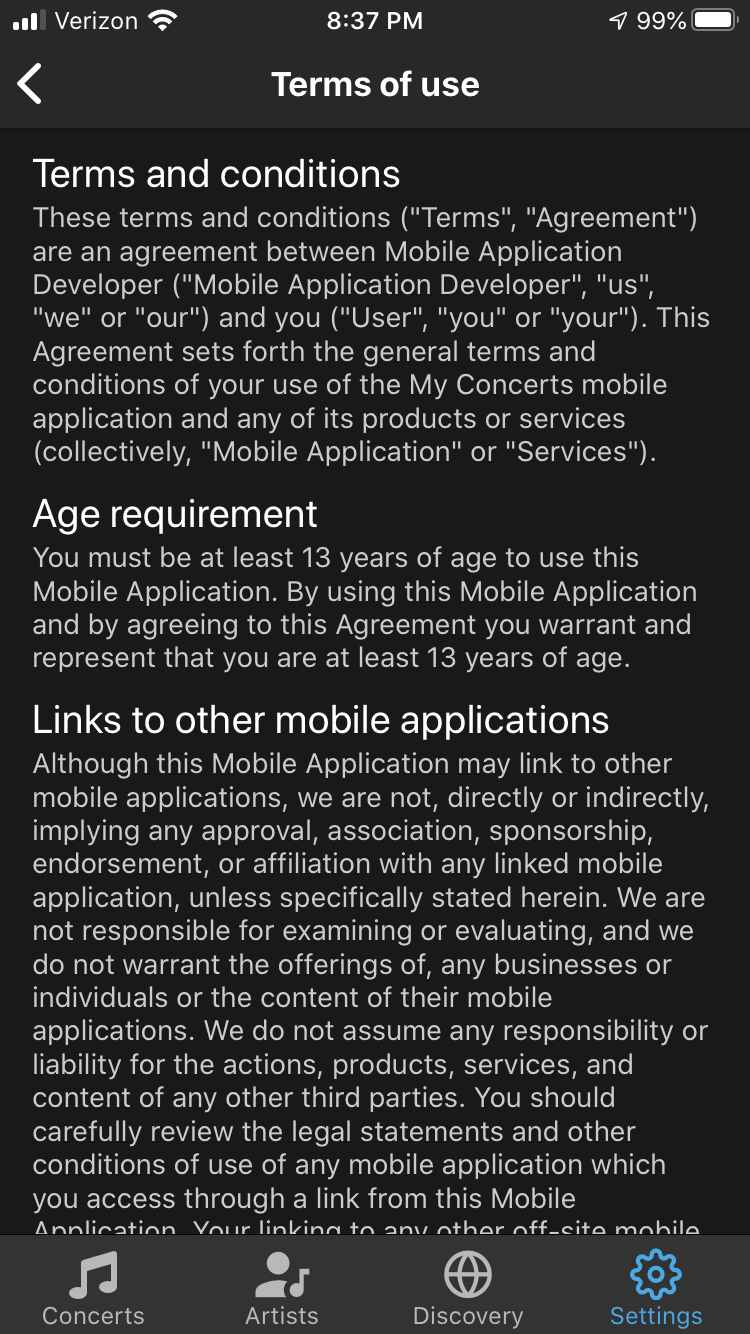 Verizon 8:37 PM 99%
Terms of use
Terms and conditions
These terms and conditions ("Terms", "Agreement")
are an agreement between Mobile Application
Developer ("Mobile Application Developer", "us",
"we" or "our") and you ("User", "you" or "your"). This
Agreement sets forth the general terms and
conditions of your use of the My Concerts mobile
application and any of its products or services
(collectively, "Mobile Application" or "Services").
Age requirement
You must be at least 13 years of age to use this
Mobile Application. By using this Mobile Application
and by agreeing to this Agreement you warrant and
represent that you are at least 13 years of age.
Links to other mobile applications
Although this Mobile Application may link to other
mobile applications, we are not, directly or indirectly,
implying any approval, association, sponsorship,
endorsement, or affiliation with any linked mobile
application, unless specifically stated herein. We are
not responsible for examining or evaluating, and we
do not warrant the offerings of, any businesses or
individuals or the content of their mobile
applications. We do not assume any responsibility or
liability for the actions, products, services, and
content of any other third parties. You should
carefully review the legal statements and other
conditions of use of any mobile application which
you access through a link from this Mobile
Application. Your linking to any other off-site mobile
Concerts Artists Discovery Settings